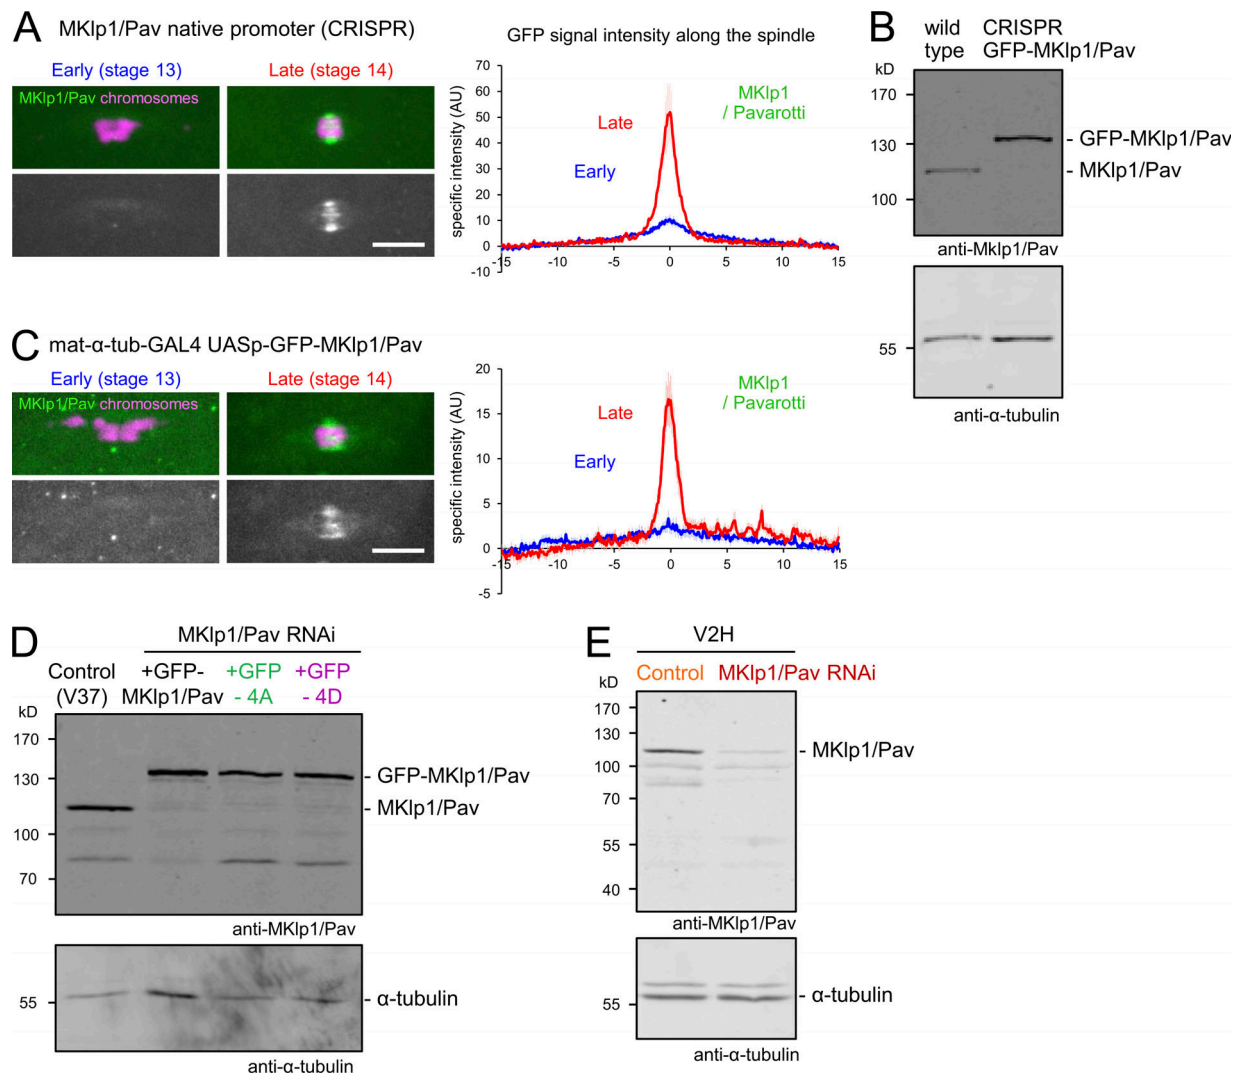 A
MKlp1/Pav native promoter (CRISPR)
Early (stage 13)
Late (stage 14)
MKlp1/Pav chromosomes
GFP signal intensity along the spindle
specific intensity (AU)
70
60
50
40
30
20
10
0
-10
-15
-10
-5
0
5
10
15
Late
Early
MKlp1
/ Pavarotti
B
wild
type
CRISPR
GFP-MKlp1/Pav
kD
170
130
100
- GFP-MKlp1/Pav
- MKlp1/Pav
anti-Mklp1/Pav
55
anti-α-tubulin
C
mat-α-tub-GAL4 UASp-GFP-MKlp1/Pav
Early (stage 13)
Late (stage 14)
MKlp1/Pav chromosomes
specific intensity (AU)
20
15
10
5
0
-5
-15
-10
-5
0
5
10
15
Late
Early
MKlp1
/ Pavarotti
D
MKlp1/Pav RNAi
Control
(V37)
+GFP-
MKlp1/Pav
+GFP
- 4A
+GFP
- 4D
kD
170
130
100
70
- GFP-MKlp1/Pav
- MKlp1/Pav
anti-MKlp1/Pav
55
- α-tubulin
anti-α-tubulin
E
V2H
Control
MKlp1/Pav RNAi
kD
170
130
100
70
55
40
- MKlp1/Pav
anti-MKlp1/Pav
55
- α-tubulin
anti-α-tubulin